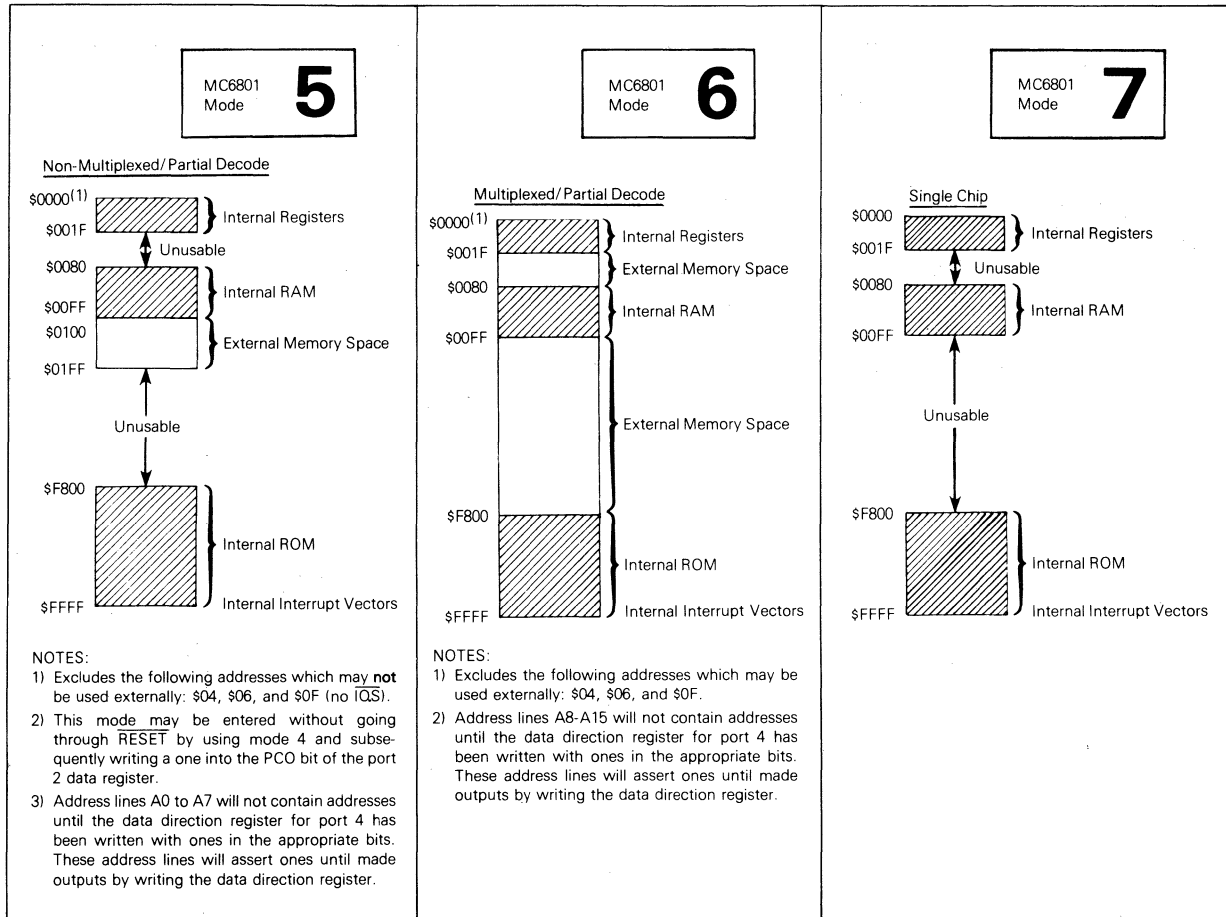 MC6801
Mode
5
Non-Multiplexed/Partial Decode
$0000(1)
$001F
Internal Registers
Unusable
$0080
$00FF
Internal RAM
$0100
$01FF
External Memory Space
Unusable
$F800
Internal ROM
$FFFF
Internal Interrupt Vectors
NOTES:
1) Excludes the following addresses which may not
be used externally: $04, $06, and $0F (no IOS).
2) This mode may be entered without going
through RESET by using mode 4 and subse-
quently writing a one into the PCO bit of the port
2 data register.
3) Address lines A0 to A7 will not contain addresses
until the data direction register for port 4 has
been written with ones in the appropriate bits.
These address lines will assert ones until made
outputs by writing the data direction register.
MC6801
Mode
6
Multiplexed/Partial Decode
$0000(1)
Internal Registers
$001F
External Memory Space
$0080
Internal RAM
$00FF
External Memory Space
$F800
Internal ROM
$FFFF
Internal Interrupt Vectors
NOTES:
1) Excludes the following addresses which may be
used externally: $04, $06, and $0F.
2) Address lines A8-A15 will not contain addresses
until the data direction register for port 4 has
been written with ones in the appropriate bits.
These address lines will assert ones until made
outputs by writing the data direction register.
MC6801
Mode
7
Single Chip
$0000
Internal Registers
$001F
Unusable
$0080
Internal RAM
$00FF
Unusable
$F800
Internal ROM
$FFFF
Internal Interrupt Vectors